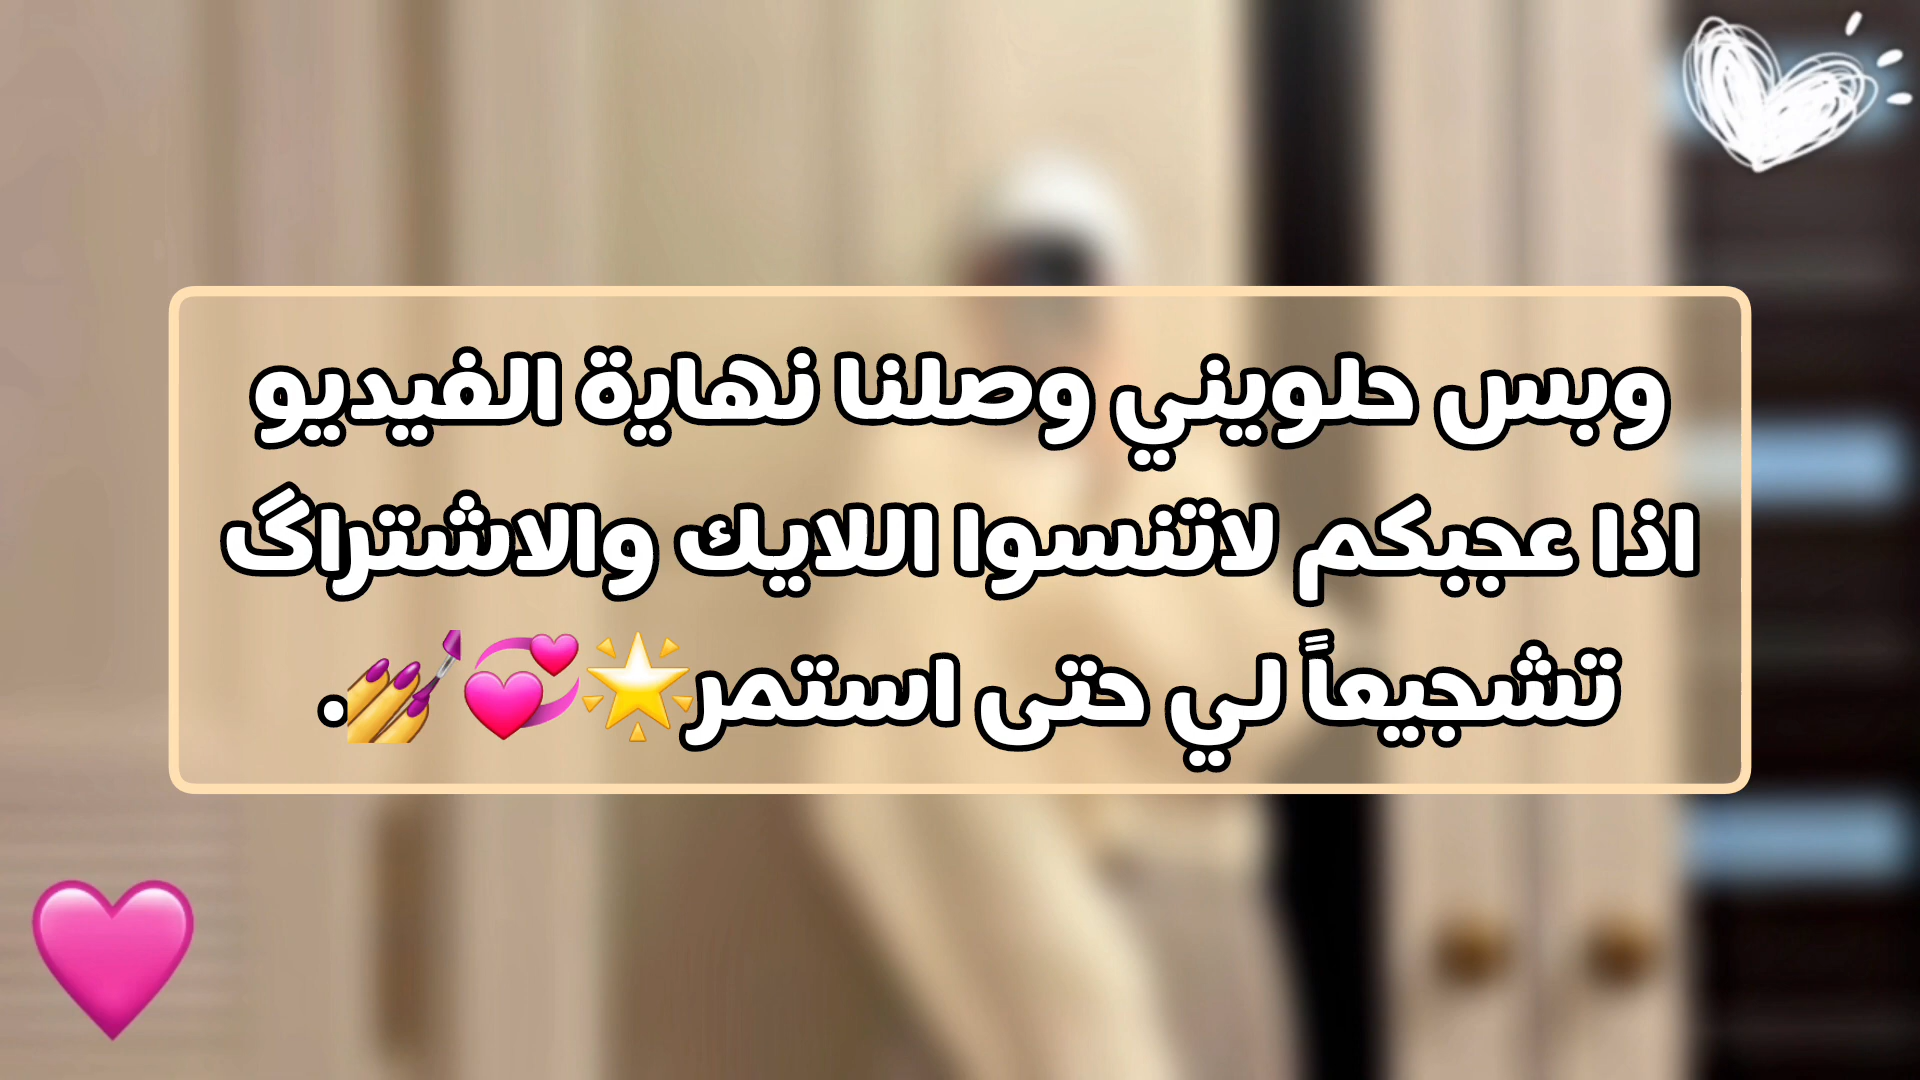 وبس حلويني وصلنا نهاية الفيديو
اذا عجبكم لاتنسوا اللايك والاشتراگ
تشجيعاً لي حتى استمر🌟💞💅.